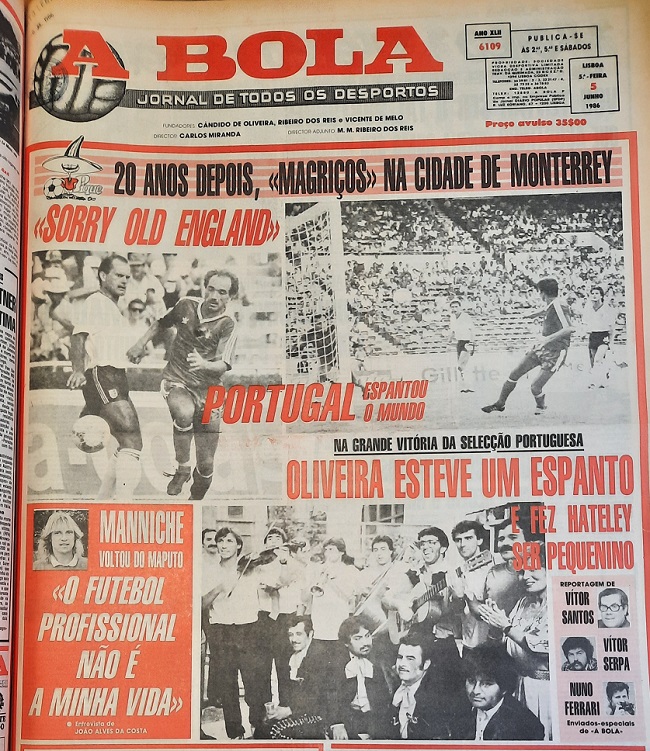 A BOLA
JORNAL DE TODOS OS DESPORTOS
FUNDADORES: CÂNDIDO DE OLIVEIRA, RIBEIRO DOS REIS e VICENTE DE MELO
DIRECTOR: CARLOS MIRANDA
DIRECTOR ADJUNTO: M. M. RIBEIRO DOS REIS
ANO XLII
6109
PUBLICA-SE
ÀS 2.ªs, 5.ªs E SÁBADOS
LISBOA
5.ª-FEIRA
5
JUNHO
1986
Preço avulso 35$00
20 ANOS DEPOIS, «MAGRIÇOS» NA CIDADE DE MONTERREY
«SORRY OLD ENGLAND»
Gillette
PORTUGAL ESPANTOU
O MUNDO
NA GRANDE VITÓRIA DA SELECÇÃO PORTUGUESA
OLIVEIRA ESTEVE UM ESPANTO
E FEZ HATELEY
SER PEQUENINO
MANNICHE
VOLTOU DO MAPUTO
«O FUTEBOL
PROFISSIONAL
NÃO É
A MINHA VIDA»
Entrevista de
JOÃO ALVES DA COSTA
REPORTAGEM DE
VÍTOR
SANTOS
VÍTOR
SERPA
NUNO
FERRARI
Enviados-especiais
de «A BOLA»